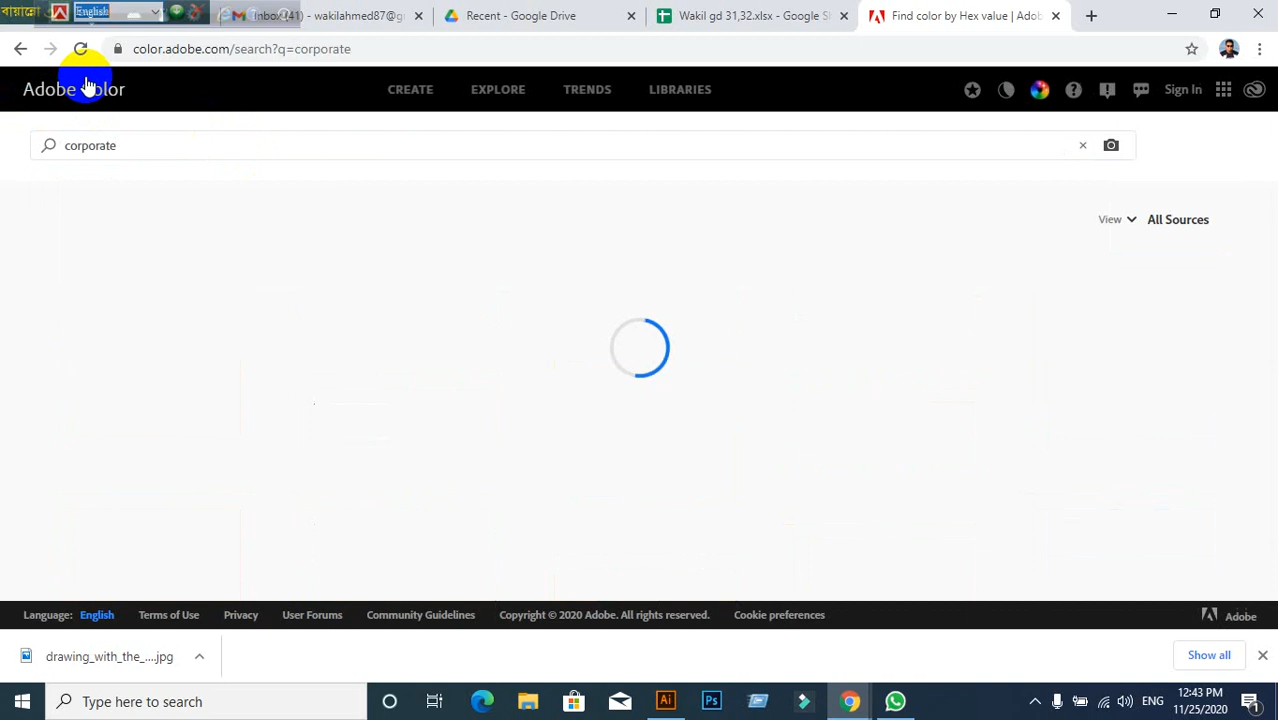 বায়ান্নো English
Inbox (41) - wakilahmed87@g
Recent - Google Drive
Wakil gd 31,32.xlsx - Google S
Find color by Hex value | Adob
color.adobe.com/search?q=corporate
Adobe Color
CREATE
EXPLORE
TRENDS
LIBRARIES
Sign In
corporate
View
All Sources
Language: English
Terms of Use
Privacy
User Forums
Community Guidelines
Copyright © 2020 Adobe. All rights reserved.
Cookie preferences
Adobe
drawing_with_the_....jpg
Show all
Type here to search
Ai
Ps
ENG
12:43 PM
11/25/2020
1